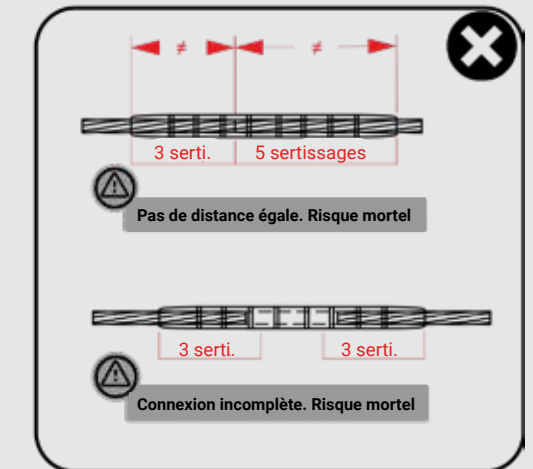 ≠ ≠
3 serti. 5 sertissages
Pas de distance égale. Risque mortel
3 serti. 3 serti.
Connexion incomplète. Risque mortel